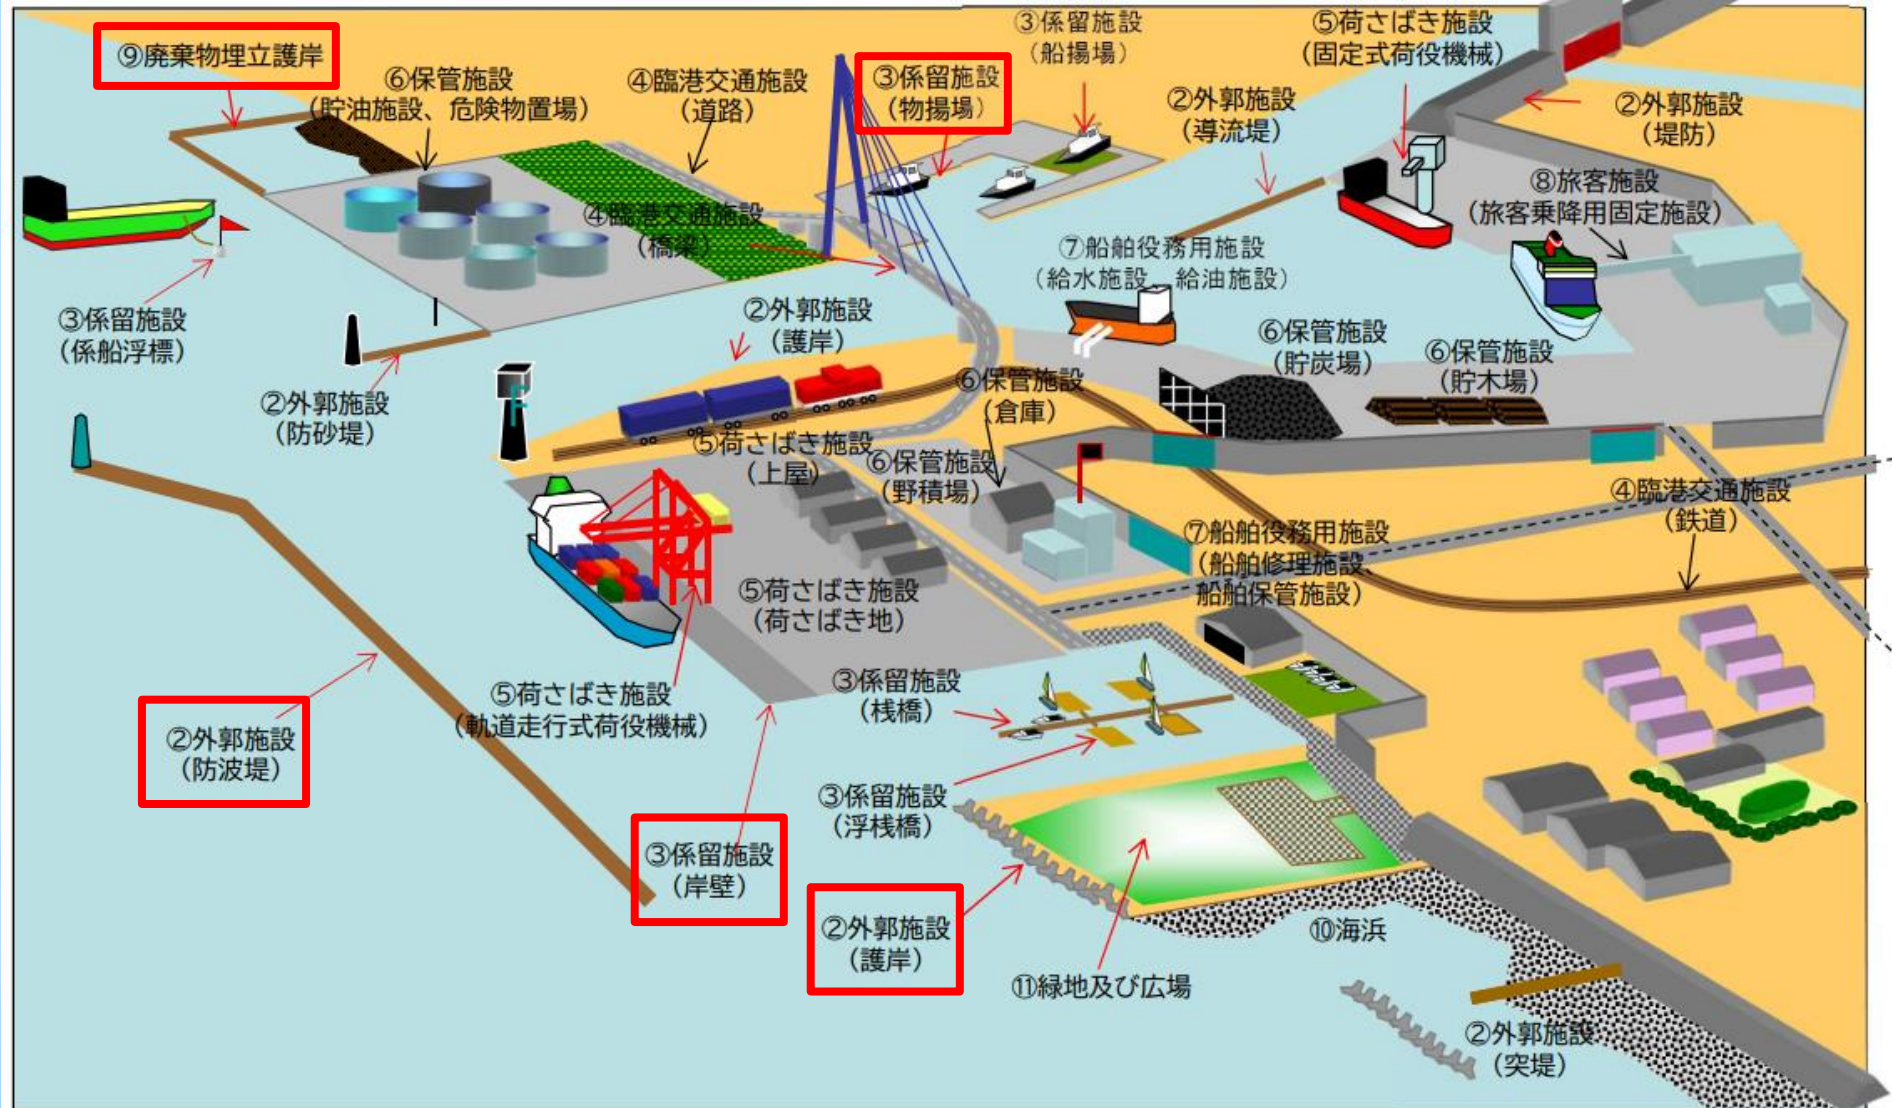 ⑨廃棄物埋立護岸
⑥保管施設
（貯油施設、危険物置場）
④臨港交通施設
（道路）
③係留施設
（物揚場）
③係留施設
（船揚場）
⑤荷さばき施設
（固定式荷役機械）
②外郭施設
（導流堤）
②外郭施設
（堤防）
⑧旅客施設
（旅客乗降用固定施設）
④臨港交通施設
（橋梁）
⑦船舶役務用施設
（給水施設、給油施設）
③係留施設
（係船浮標）
②外郭施設
（護岸）
⑥保管施設
（貯炭場）
⑥保管施設
（貯木場）
②外郭施設
（防砂堤）
⑥保管施設
（倉庫）
⑤荷さばき施設
（上屋）
⑥保管施設
（野積場）
④臨港交通施設
（鉄道）
⑦船舶役務用施設
（船舶修理施設、
船舶保管施設）
⑤荷さばき施設
（荷さばき地）
⑤荷さばき施設
（軌道走行式荷役機械）
③係留施設
（桟橋）
②外郭施設
（防波堤）
③係留施設
（浮桟橋）
③係留施設
（岸壁）
②外郭施設
（護岸）
⑩海浜
⑪緑地及び広場
②外郭施設
（突堤）